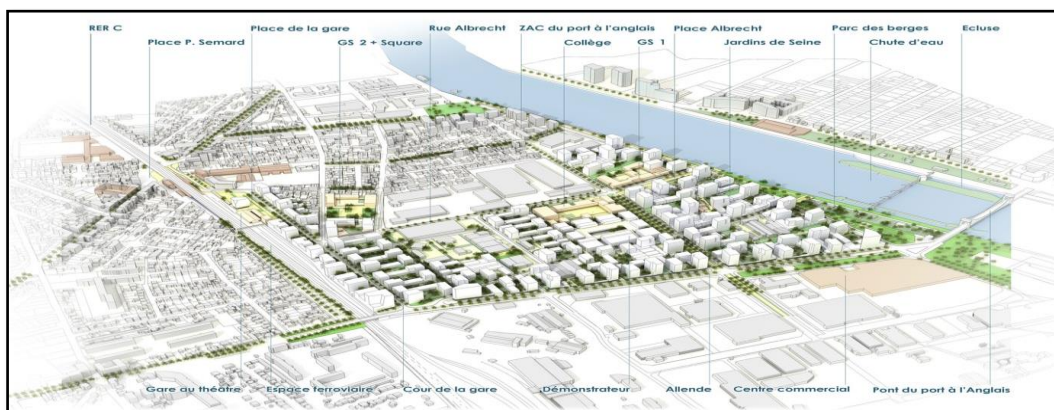 RER C Place de la gare Rue Albrecht ZAC du port à l'anglais Place Albrecht Parc des berges Ecluse
Place P. Semard GS 2 + Square Collège GS 1 Jardins de Seine Chute d'eau
Gare au théâtre Espace ferroviaire Cour de la gare Démonstrateur Allende Centre commercial Pont du port à l'Anglais